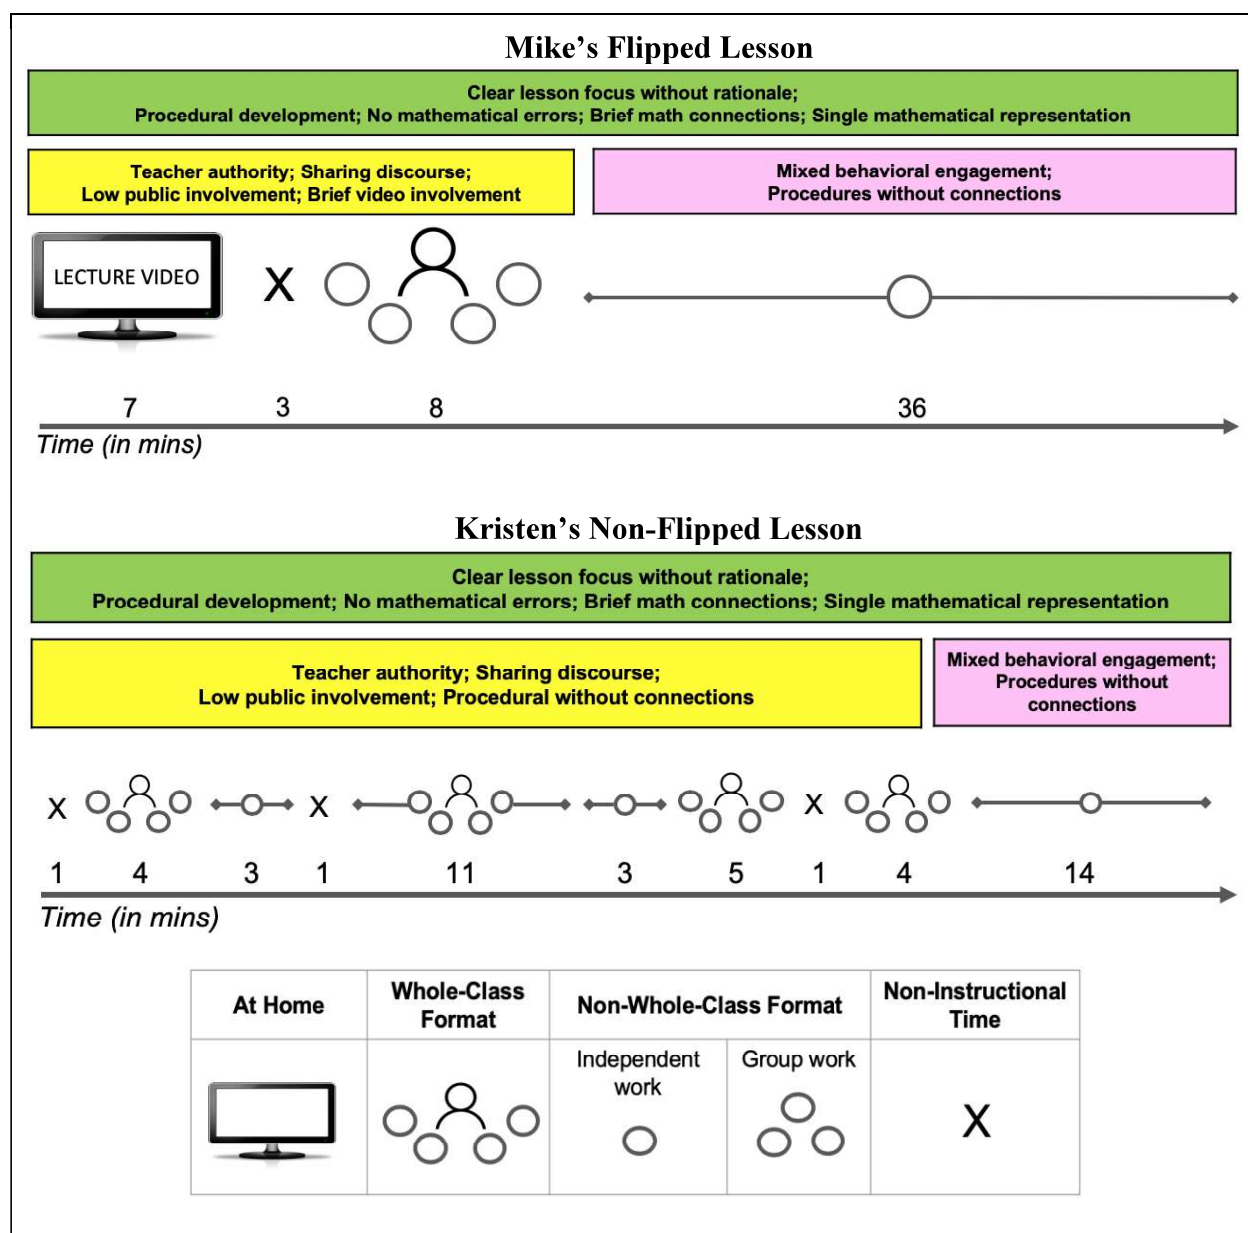 Mike’s Flipped Lesson
Clear lesson focus without rationale;
Procedural development; No mathematical errors; Brief math connections; Single mathematical representation
Teacher authority; Sharing discourse;
Low public involvement; Brief video involvement
Mixed behavioral engagement;
Procedures without connections
LECTURE VIDEO
X
7 3 8 36
Time (in mins)
Kristen’s Non-Flipped Lesson
Clear lesson focus without rationale;
Procedural development; No mathematical errors; Brief math connections; Single mathematical representation
Teacher authority; Sharing discourse;
Low public involvement; Procedural without connections
Mixed behavioral engagement;
Procedures without
connections
X X X
1 4 3 1 11 3 5 1 4 14
Time (in mins)
At Home
Whole-Class
Format
Non-Whole-Class Format
Non-Instructional
Time
Independent
work
Group work
X